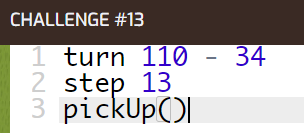 CHALLENGE #13
1 turn 110 - 34
2 step 13
3 pickUp()